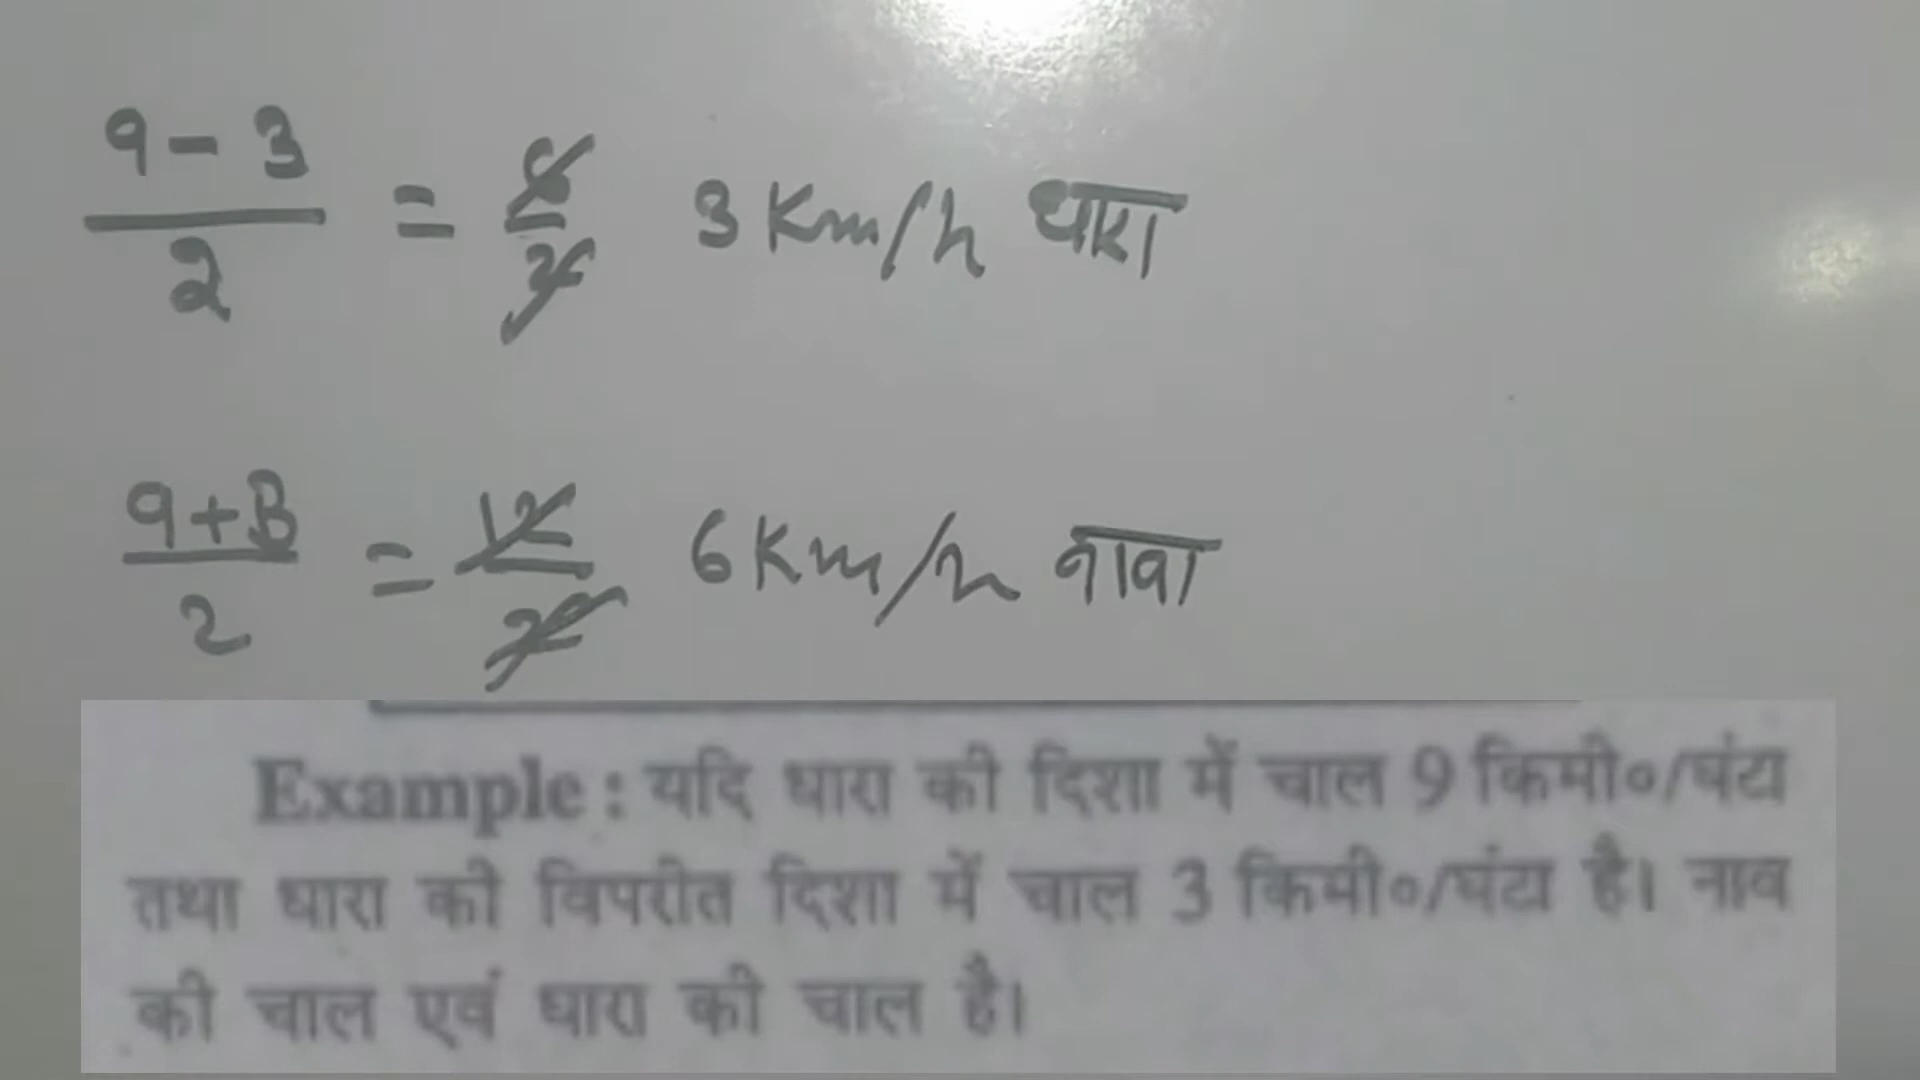 9 - 3
2
= 6/2 3 Km/h धारा
9 + 3
2
= 12/2 6 Km/h नावा
Example : यदि धारा की दिशा में चाल 9 किमी०/घंटा
तथा धारा की विपरीत दिशा में चाल 3 किमी०/घंटा है। नाव
की चाल एवं धारा की चाल है।